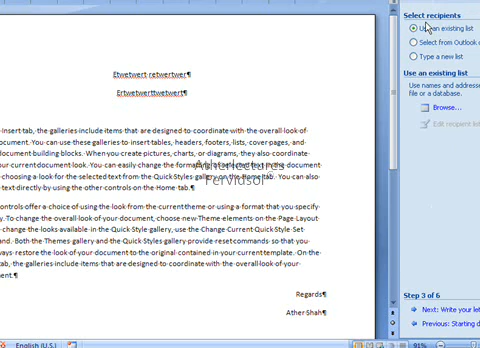 Select recipients
Use an existing list
Select from Outlook
Type a new list
Use an existing list
Use names and addresse
file or a database.
Browse...
Edit recipient list
Step 3 of 6
Next: Write your let
Previous: Starting d
Etwetwert retwertwer¶
Ertwetwerttwetwert¶
Insert tab, the galleries include items that are designed to coordinate with the overall look of
ocument. You can use these galleries to insert tables, headers, footers, lists, cover pages, and
document building blocks. When you create pictures, charts, or diagrams, they also coordinate
our current document look. You can easily change the formatting of selected text in the document
choosing a look for the selected text from the Quick Styles gallery on the Home tab. You can also
text directly by using the other controls on the Home tab.¶
ontrols offer a choice of using the look from the current theme or using a format that you specify
y. To change the overall look of your document, choose new Theme elements on the Page Layout
change the looks available in the Quick Style gallery, use the Change Current Quick Style Set
and. Both the Themes gallery and the Quick Styles gallery provide reset commands so that you
ways restore the look of your document to the original contained in your current template. On the
tab, the galleries include items that are designed to coordinate with the overall look of your
ent.¶
Regards¶
Ather Shah¶
English (U.S.)
91%